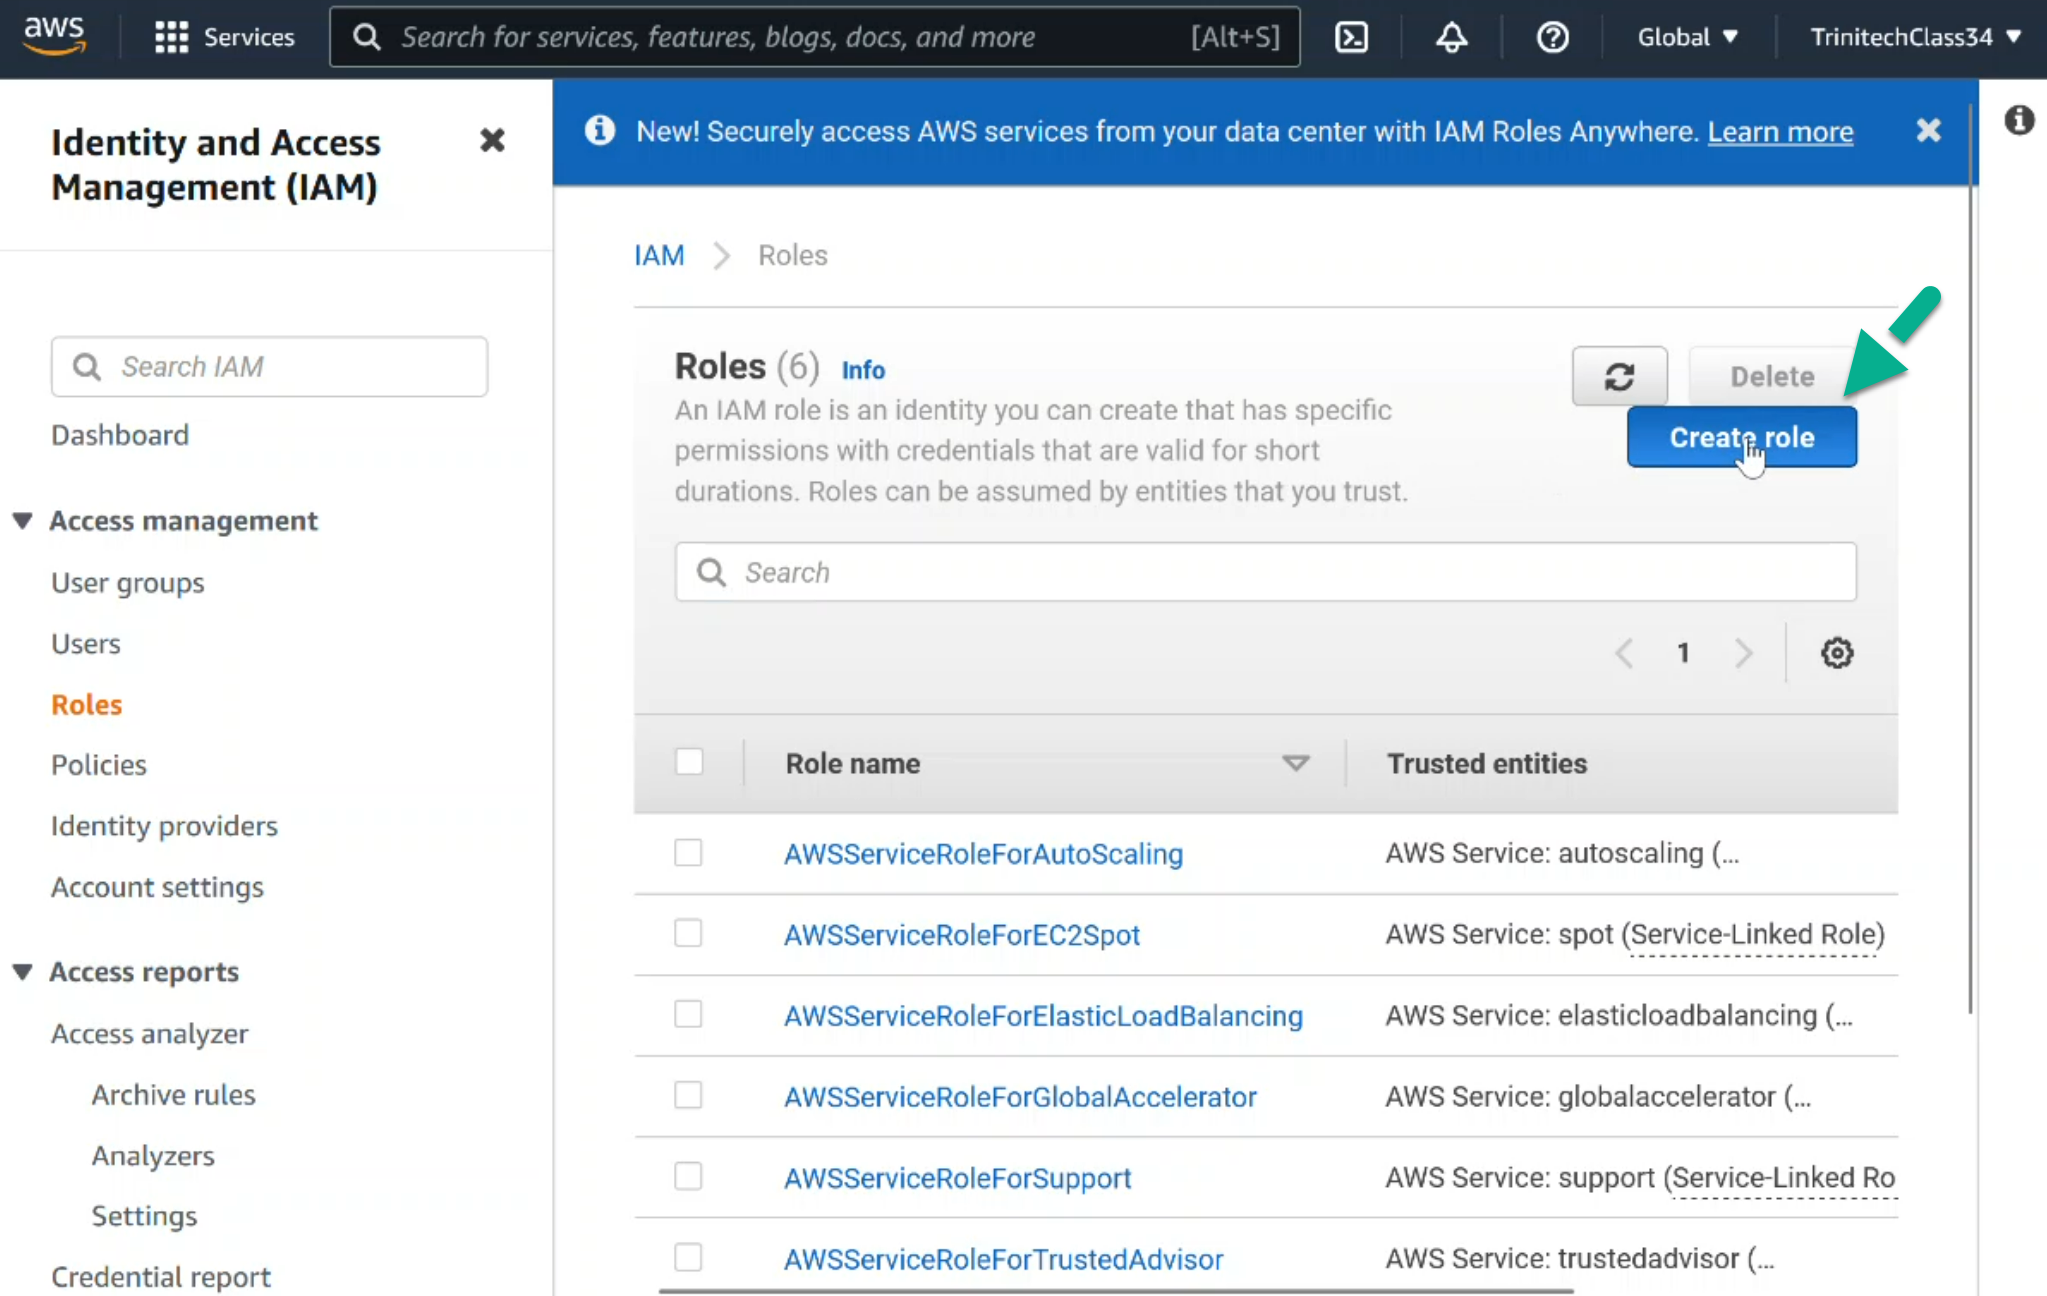 aws
Services
Search for services, features, blogs, docs, and more
[Alt+S]
Global
TrinitechClass34
Identity and Access
Management (IAM)
Search IAM
Dashboard
Access management
User groups
Users
Roles
Policies
Identity providers
Account settings
Access reports
Access analyzer
Archive rules
Analyzers
Settings
Credential report
New! Securely access AWS services from your data center with IAM Roles Anywhere. Learn more
IAM
Roles
Roles (6) Info
An IAM role is an identity you can create that has specific
permissions with credentials that are valid for short
durations. Roles can be assumed by entities that you trust.
Delete
Create role
Search
1
Role name
Trusted entities
AWSServiceRoleForAutoScaling
AWS Service: autoscaling (...
AWSServiceRoleForEC2Spot
AWS Service: spot (Service-Linked Role)
AWSServiceRoleForElasticLoadBalancing
AWS Service: elasticloadbalancing (...
AWSServiceRoleForGlobalAccelerator
AWS Service: globalaccelerator (...
AWSServiceRoleForSupport
AWS Service: support (Service-Linked Ro
AWSServiceRoleForTrustedAdvisor
AWS Service: trustedadvisor (...